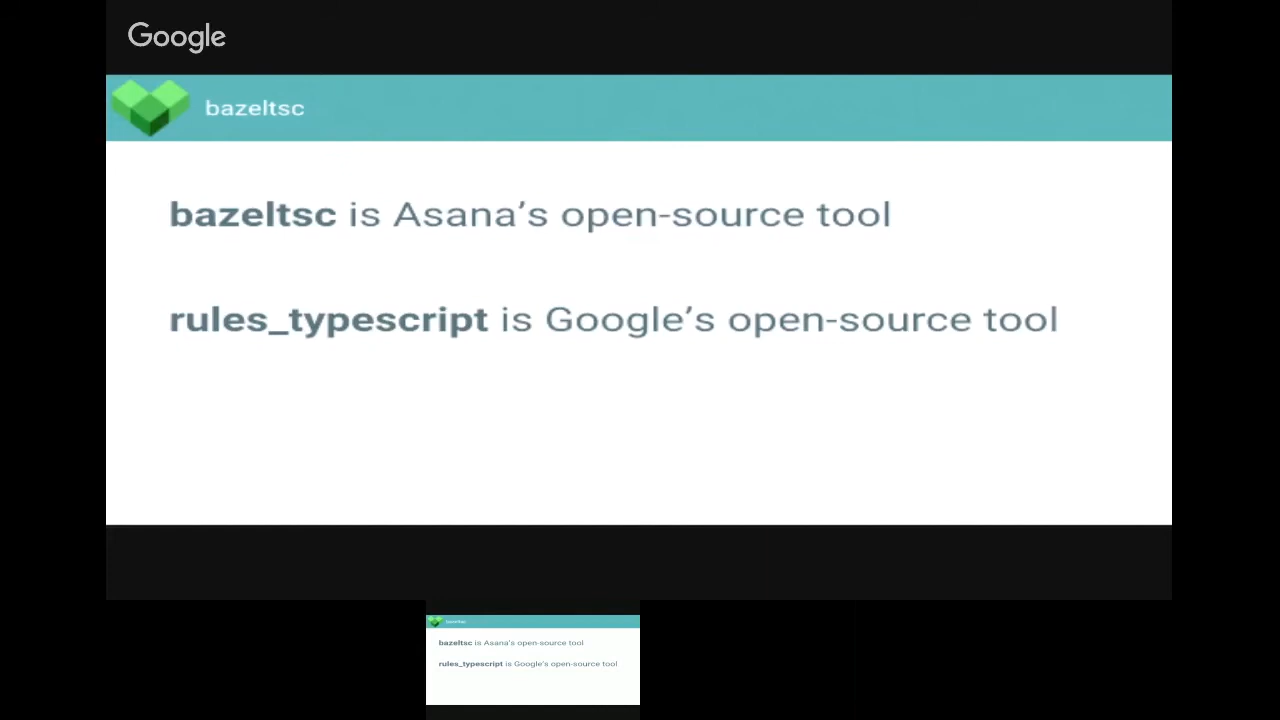 Google
bazeltsc
bazeltsc is Asana’s open-source tool
rules_typescript is Google’s open-source tool
bazeltsc
bazeltsc is Asana’s open-source tool
rules_typescript is Google’s open-source tool